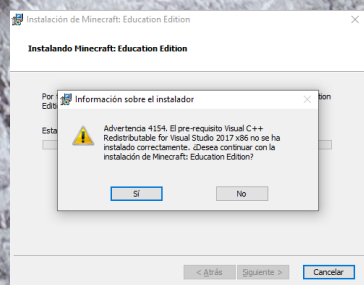 Instalación de Minecraft: Education Edition
Instalando Minecraft: Education Edition
Por
Información sobre el instalador
Advertencia 4154. El pre-requisito Visual C++
Redistributable for Visual Studio 2017 x86 no se ha
instalado correctamente. ¿Desea continuar con la
instalación de Minecraft: Education Edition?
Sí No
< Atrás Siguiente > Cancelar